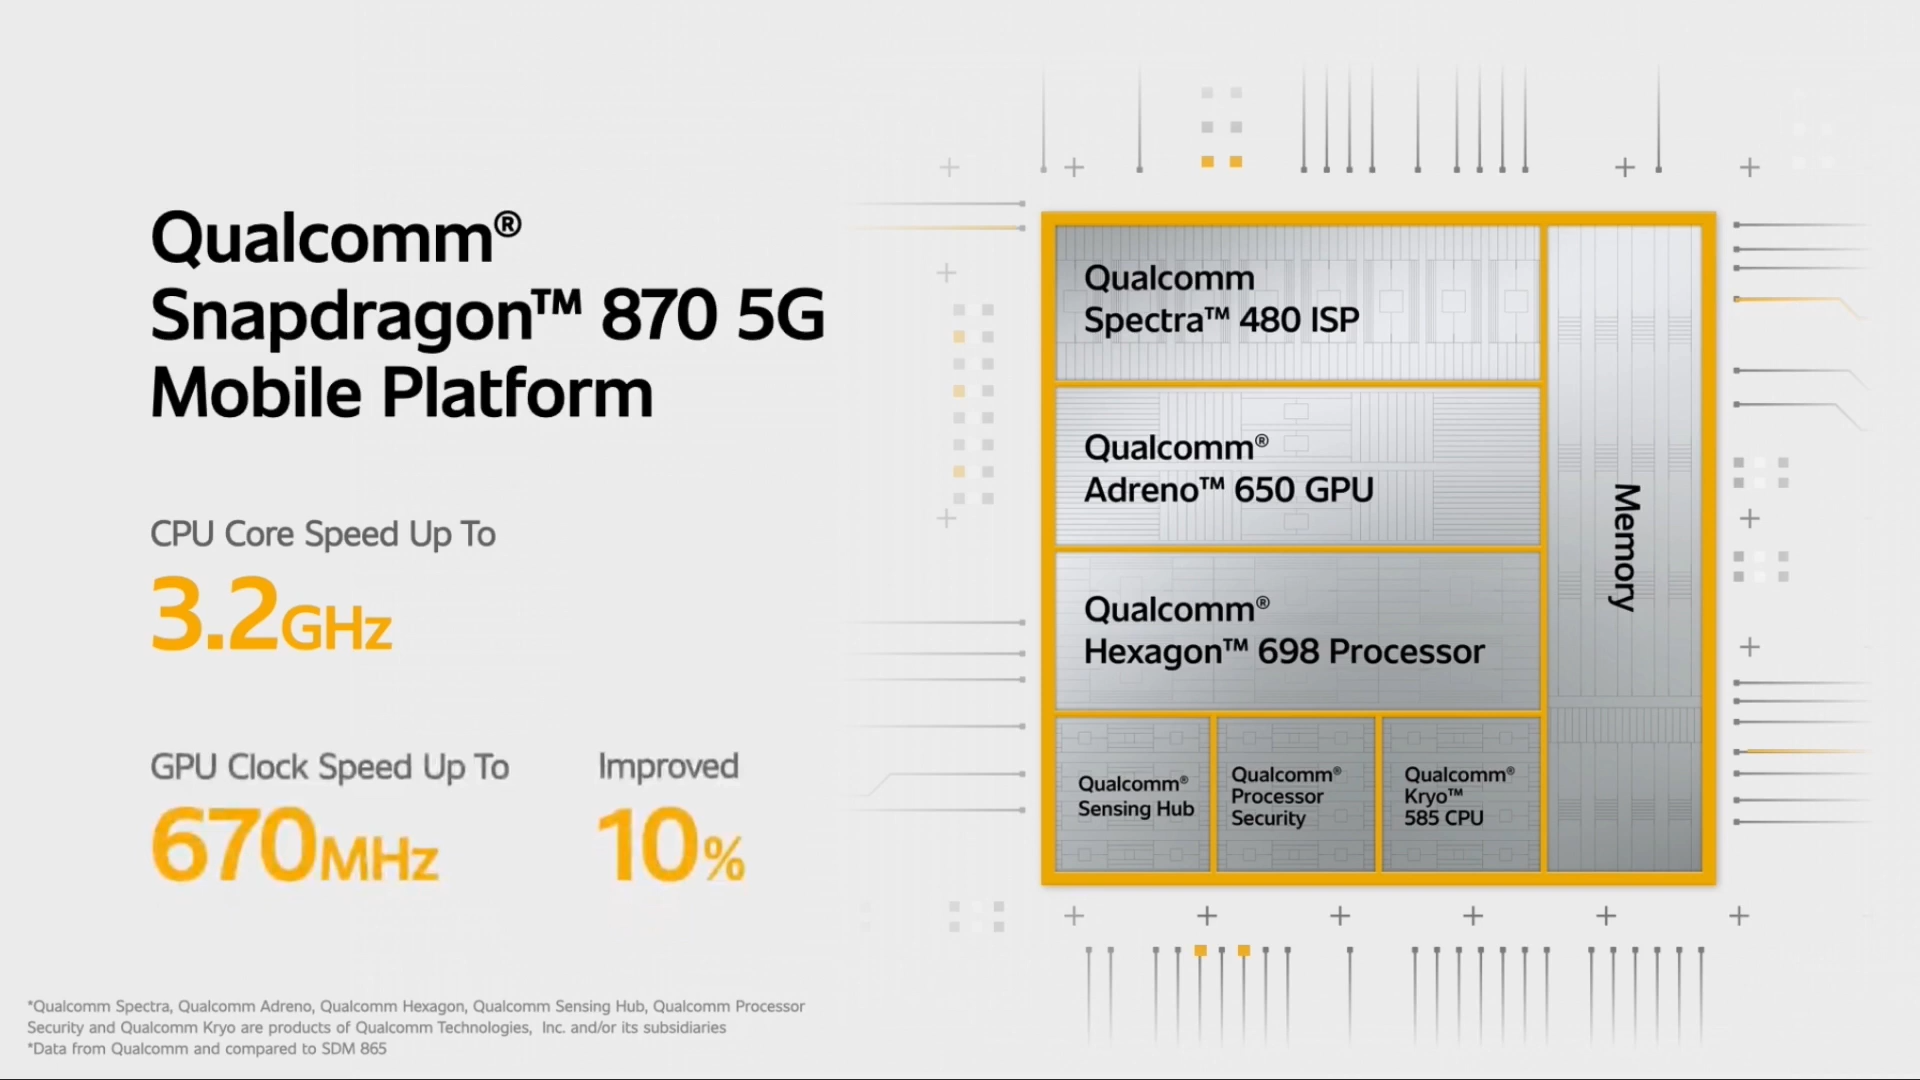 Qualcomm®
Snapdragon™ 870 5G
Mobile Platform
CPU Core Speed Up To
3.2GHz
GPU Clock Speed Up To
670MHz
Improved
10%
*Qualcomm Spectra, Qualcomm Adreno, Qualcomm Hexagon, Qualcomm Sensing Hub, Qualcomm Processor
Security and Qualcomm Kryo are products of Qualcomm Technologies, Inc. and/or its subsidiaries
*Data from Qualcomm and compared to SDM 865
Qualcomm
Spectra™ 480 ISP
Qualcomm®
Adreno™ 650 GPU
Qualcomm®
Hexagon™ 698 Processor
Qualcomm®
Sensing Hub
Qualcomm®
Processor
Security
Qualcomm®
Kryo™
585 CPU
Memory